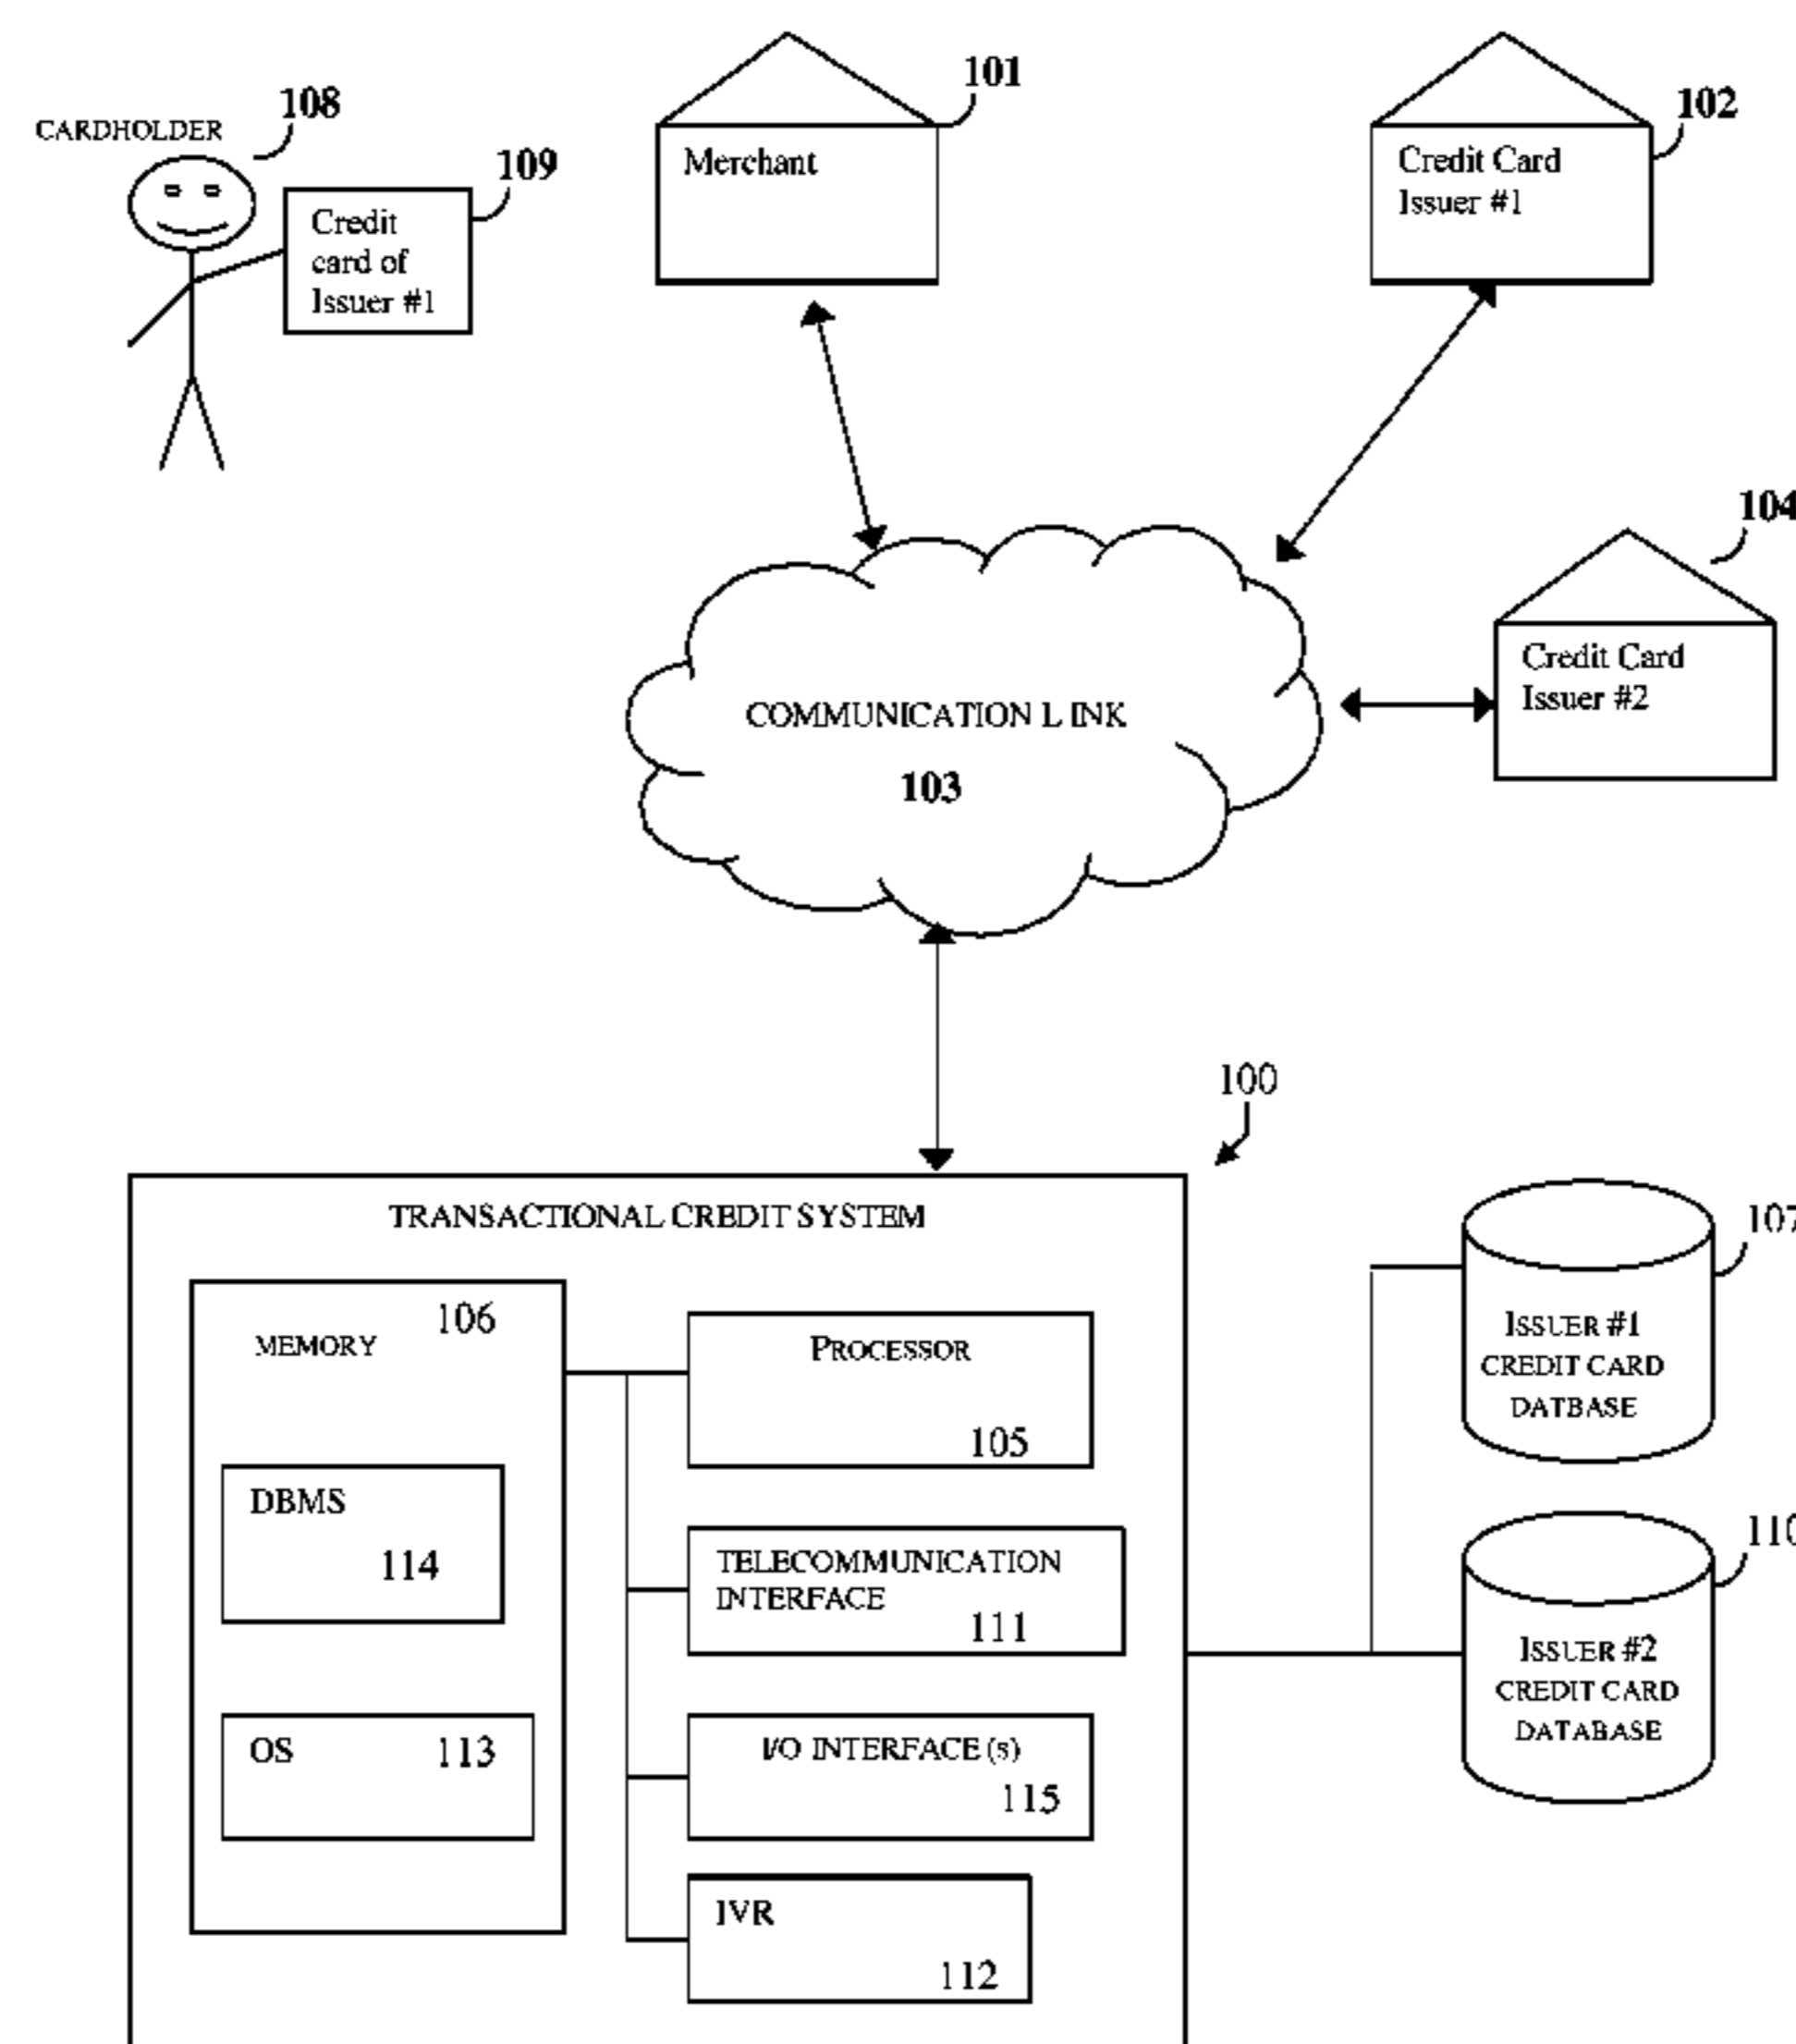 108
CARDHOLDER
109
Credit
card of
Issuer #1
101
Merchant
102
Credit Card
Issuer #1
104
Credit Card
Issuer #2
COMMUNICATION LINK
103
100
TRANSACTIONAL CREDIT SYSTEM
106
MEMORY
DBMS
114
OS 113
PROCESSOR
105
TELECOMMUNICATION
INTERFACE
111
I/O INTERFACE (s)
115
IVR
112
107
ISSUER #1
CREDIT CARD
DATBASE
110
ISSUER #2
CREDIT CARD
DATABASE